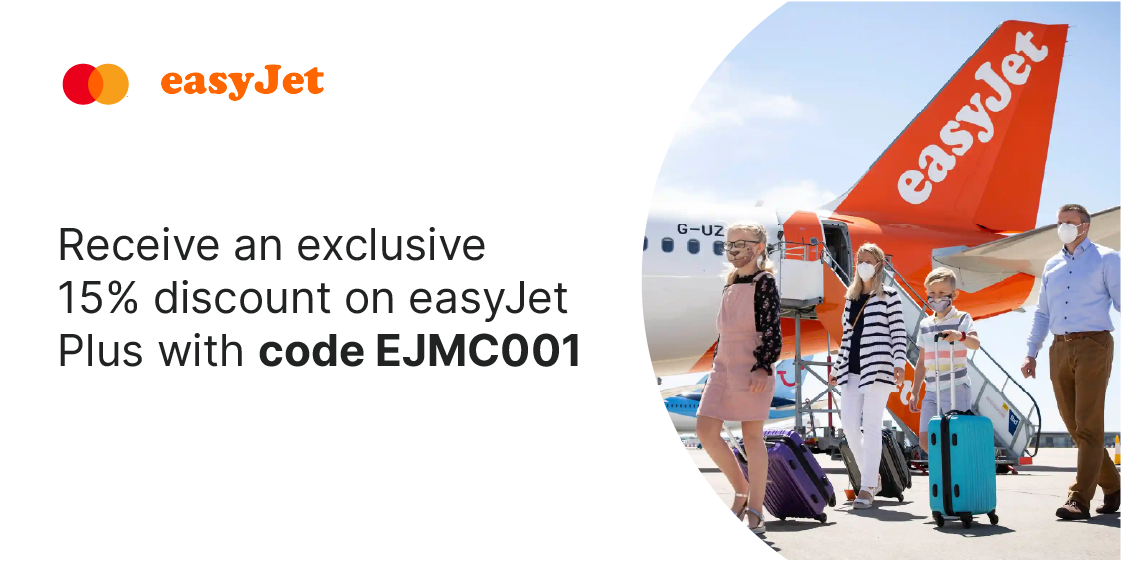 easyJet
Receive an exclusive
15% discount on easyJet
Plus with code EJMC001
easyJet
G-UZ